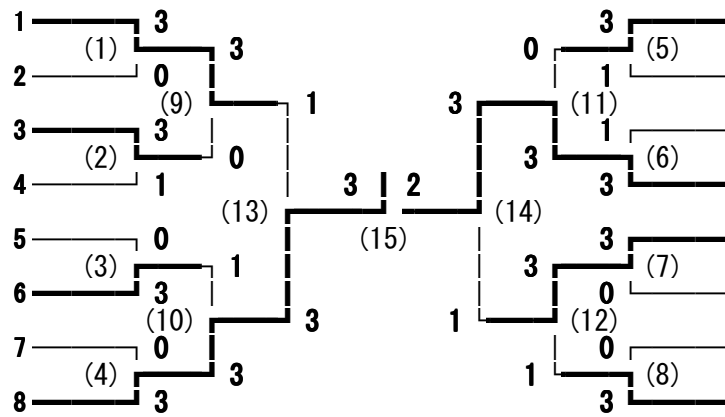 1 3 3 (5)
(1) 3 0
2 0 1
(9) 1 3 (11)
3 3 1
(2) 0 3 (6)
4 1 3
3 2
(13) (14)
(15)
5 0 3
(3) 1 3 (7)
6 3 0
(10) 3 1 (12)
7 0 0
(4) 3 1 (8)
8 3 3